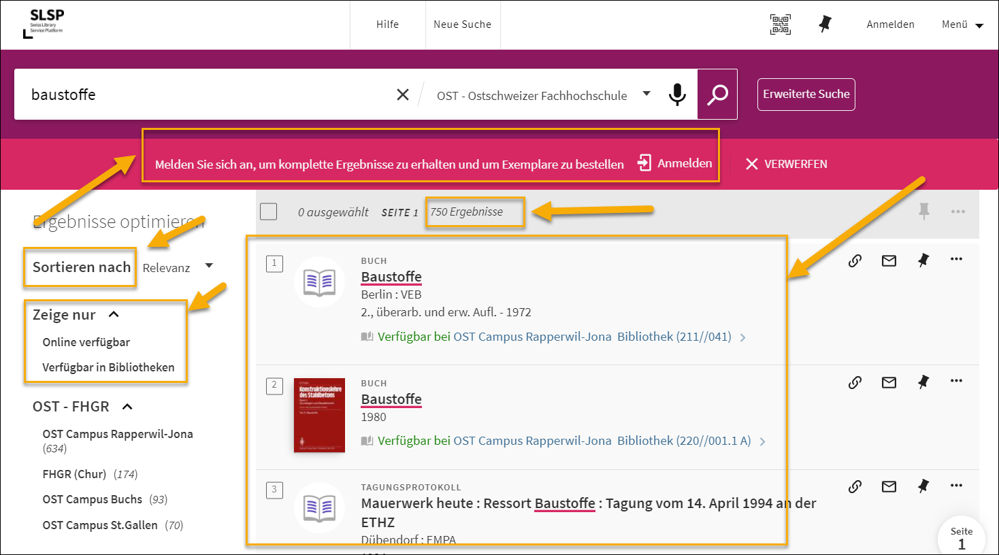 SLSP
Swiss Library
Service Platform
Hilfe
Neue Suche
Anmelden
Menü
baustoffe
OST - Ostschweizer Fachhochschule
Erweiterte Suche
Melden Sie sich an, um komplette Ergebnisse zu erhalten und um Exemplare zu bestellen
Anmelden
VERWERFEN
Ergebnisse optimieren
0 ausgewählt SEITE 1 750 Ergebnisse
Sortieren nach Relevanz
Zeige nur
Online verfügbar
Verfügbar in Bibliotheken
OST - FHGR
OST Campus Rapperwil-Jona
(634)
FHGR (Chur) (174)
OST Campus Buchs (93)
OST Campus St.Gallen (70)
1
BUCH
Baustoffe
Berlin : VEB
2., überarb. und erw. Aufl. - 1972
Verfügbar bei OST Campus Rapperwil-Jona Bibliothek (211//041)
2
Konstruktionslehre
des Stahlbetons
BUCH
Baustoffe
1980
Verfügbar bei OST Campus Rapperwil-Jona Bibliothek (220//001.1 A)
3
TAGUNGSPROTOKOLL
Mauerwerk heute : Ressort Baustoffe : Tagung vom 14. April 1994 an der
ETHZ
Dübendorf : EMPA
Seite
1